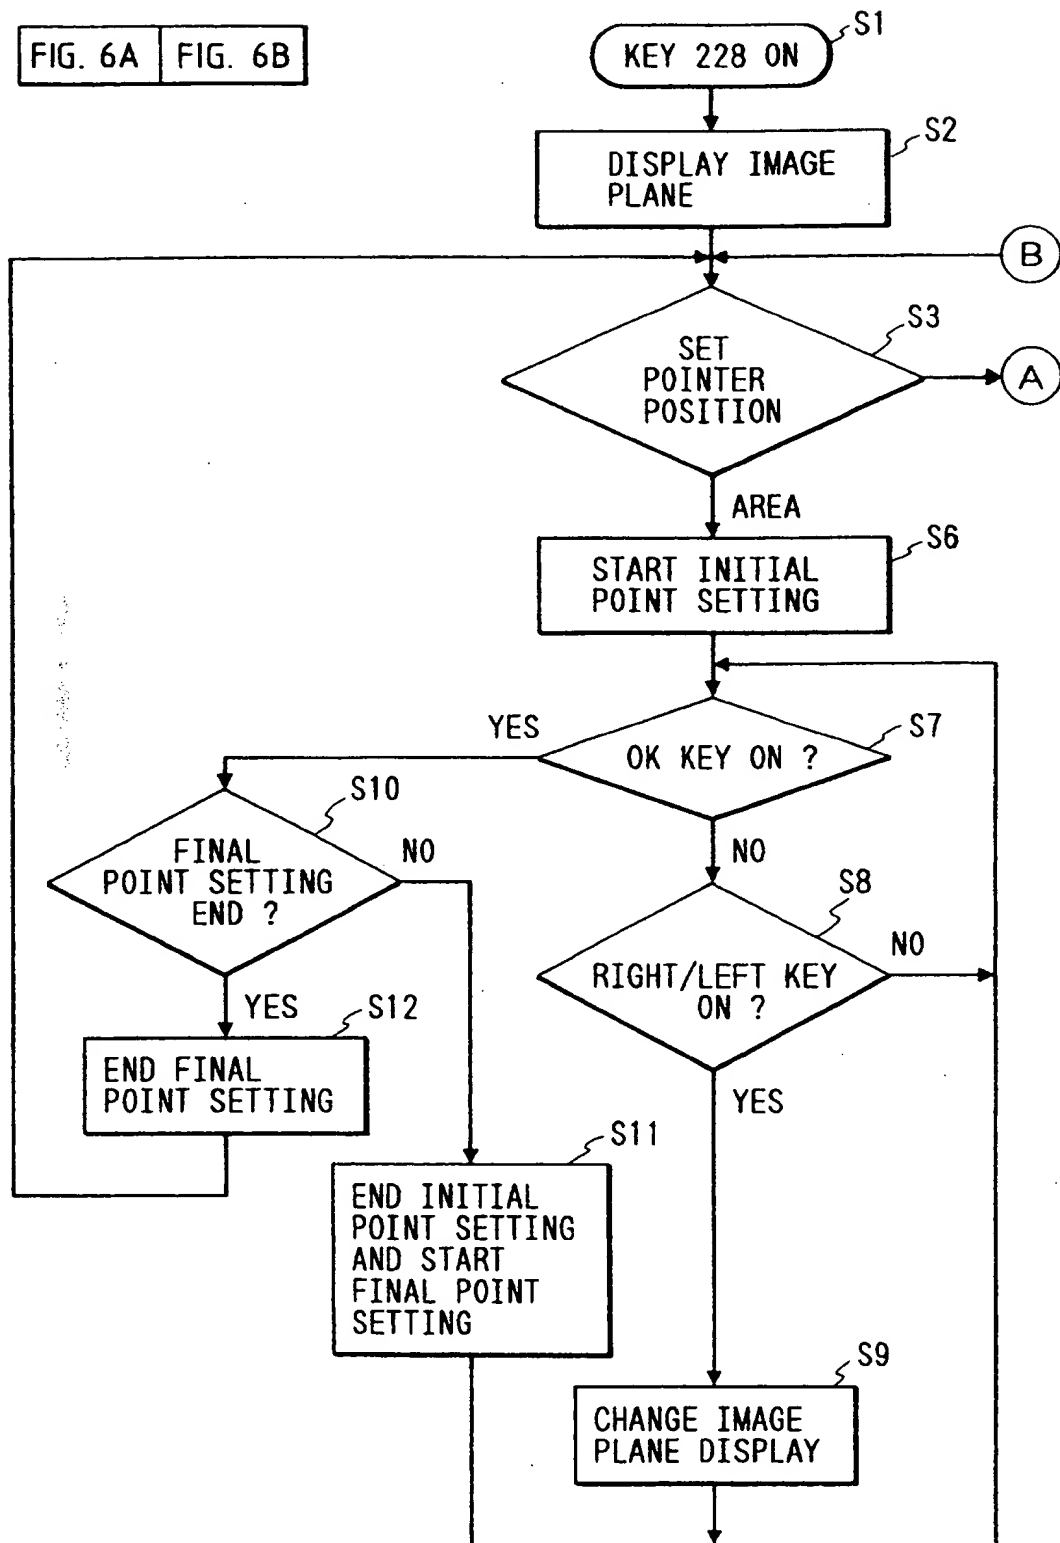 FIG. 6A FIG. 6B
S1
KEY 228 ON
S2
DISPLAY IMAGE
PLANE
B
S3
SET
POINTER
POSITION
A
AREA
S6
START INITIAL
POINT SETTING
YES
S7
OK KEY ON ?
S10
FINAL
POINT SETTING
END ?
NO
NO
S8
RIGHT/LEFT KEY
ON ?
NO
YES
S12
END FINAL
POINT SETTING
YES
S11
END INITIAL
POINT SETTING
AND START
FINAL POINT
SETTING
S9
CHANGE IMAGE
PLANE DISPLAY